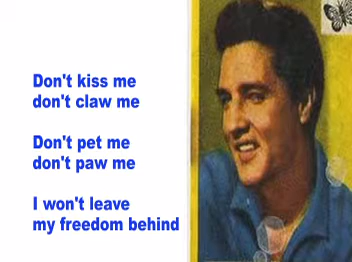 Don't kiss me
don't claw me
Don't pet me
don't paw me
I won't leave
my freedom behind